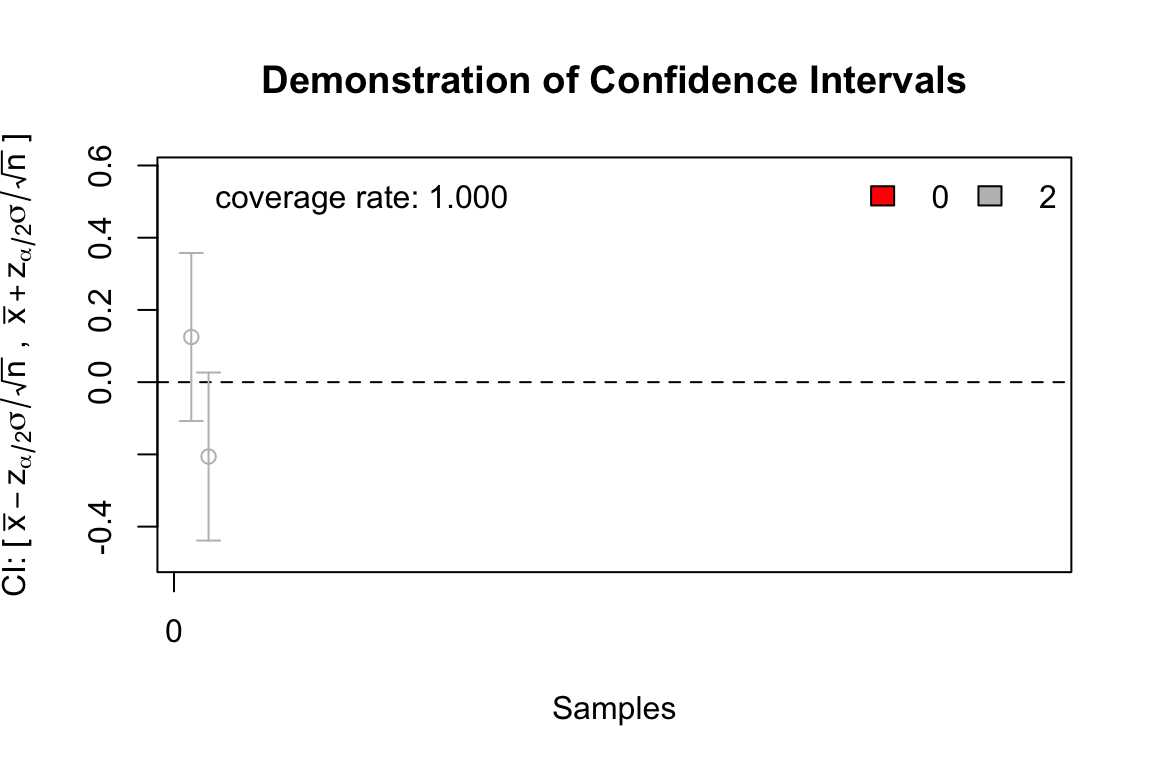 Demonstration of Confidence Intervals
coverage rate: 1.000
0 2
0.6
0.4
0.2
0.0
-0.4
CI: [ x̅ − zα/2σ/√n , x̅ + zα/2σ/√n ]
0
Samples